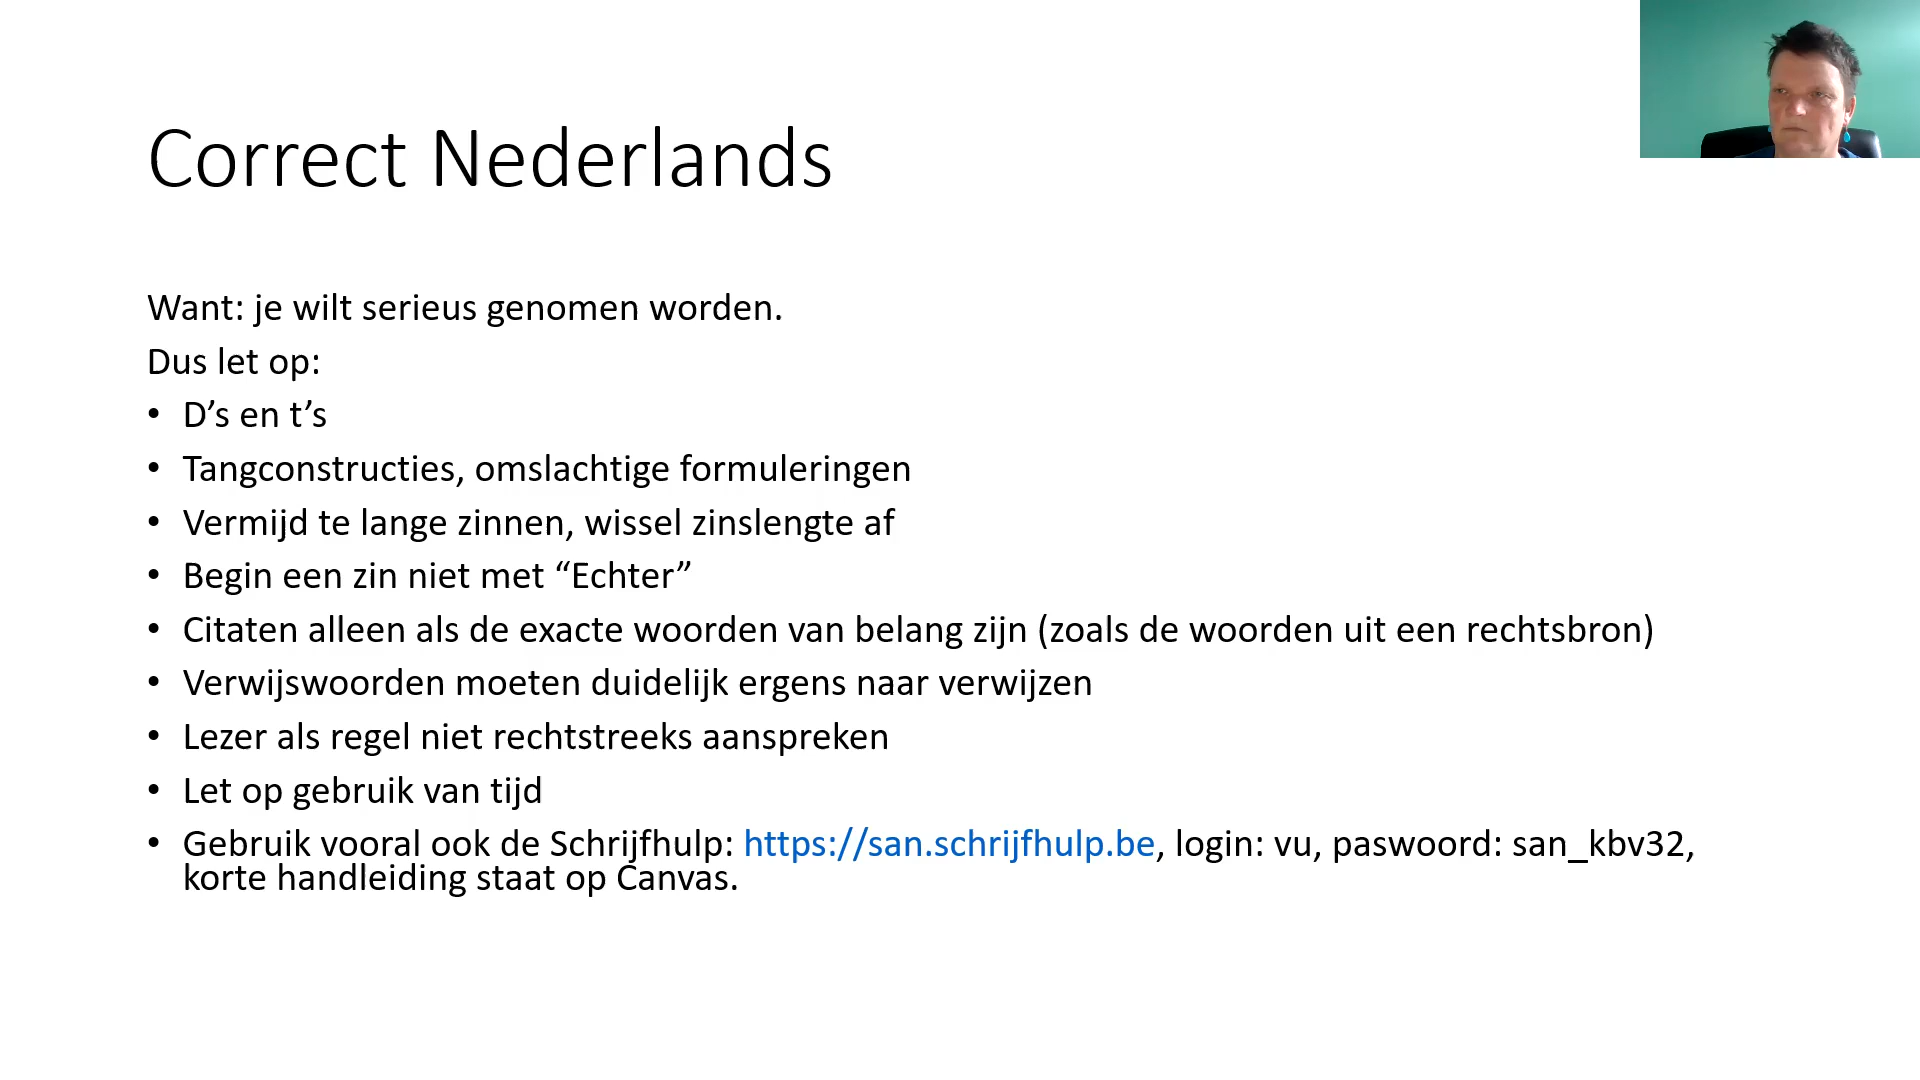 Correct Nederlands
Want: je wilt serieus genomen worden.
Dus let op:
• D’s en t’s
• Tangconstructies, omslachtige formuleringen
• Vermijd te lange zinnen, wissel zinslengte af
• Begin een zin niet met “Echter”
• Citaten alleen als de exacte woorden van belang zijn (zoals de woorden uit een rechtsbron)
• Verwijswoorden moeten duidelijk ergens naar verwijzen
• Lezer als regel niet rechtstreeks aanspreken
• Let op gebruik van tijd
• Gebruik vooral ook de Schrijfhulp: https://san.schrijfhulp.be, login: vu, paswoord: san_kbv32,
korte handleiding staat op Canvas.